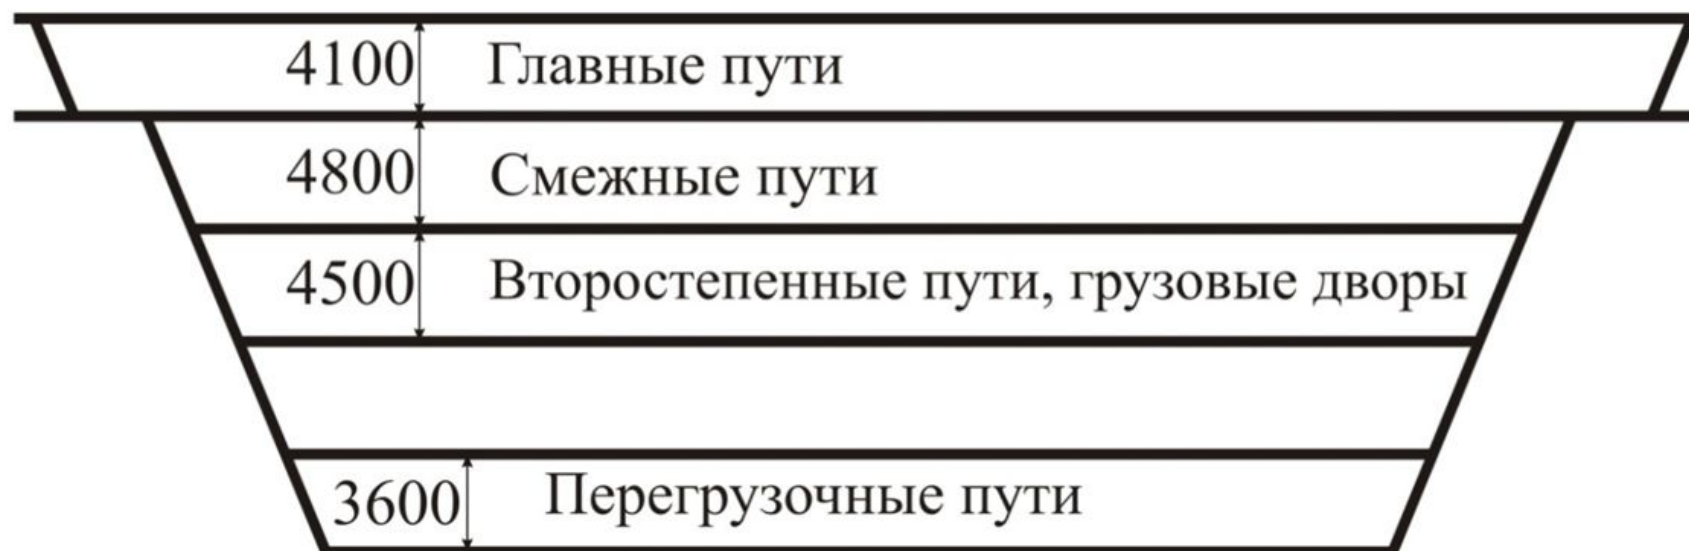 4100 Главные пути
4800 Смежные пути
4500 Второстепенные пути, грузовые дворы
3600 Перегрузочные пути